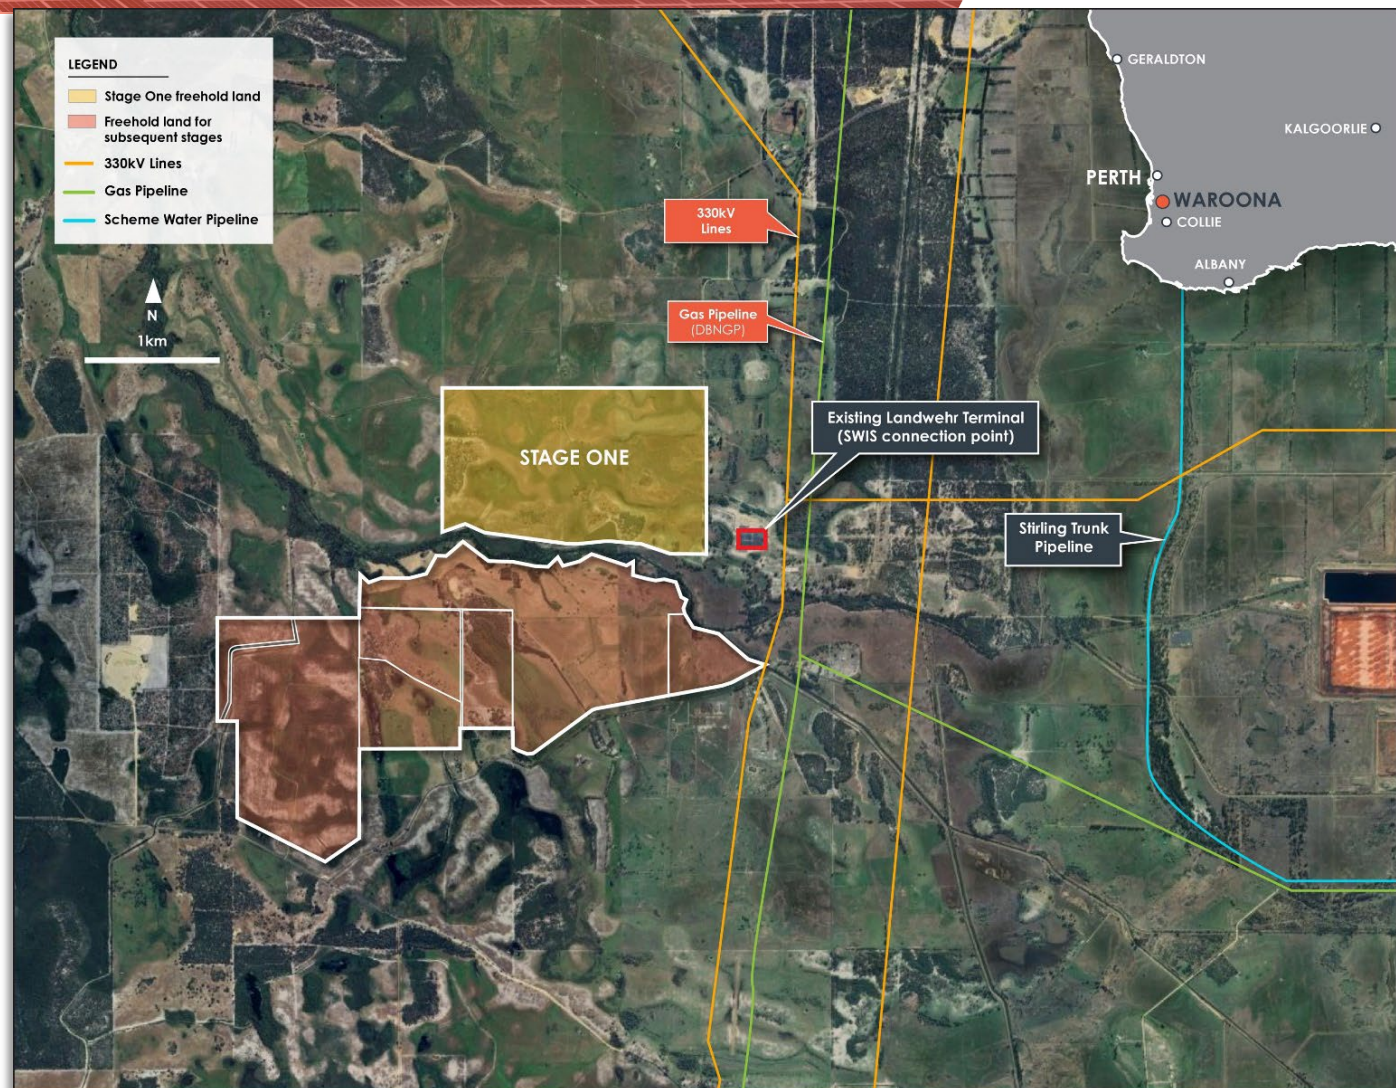 LEGEND
Stage One freehold land
Freehold land for
subsequent stages
330kV Lines
Gas Pipeline
Scheme Water Pipeline
N
1km
GERALDTON
KALGOORLIE
PERTH
WAROONA
COLLIE
ALBANY
330kV
Lines
Gas Pipeline
(DBNGP)
Existing Landwehr Terminal
(SWIS connection point)
STAGE ONE
Stirling Trunk
Pipeline